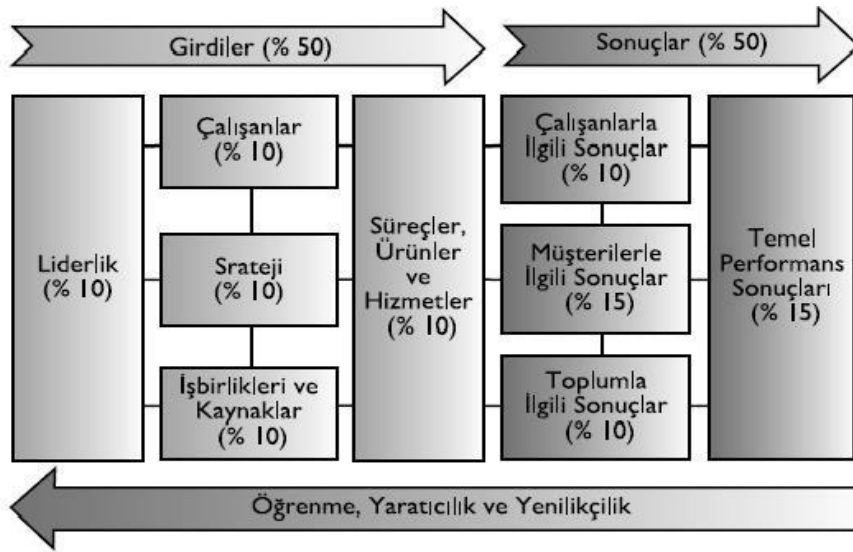 Girdiler (% 50)
Sonuçlar (% 50)
Liderlik
(% 10)
Çalışanlar
(% 10)
Srateji
(% 10)
İşbirlikleri ve
Kaynaklar
(% 10)
Süreçler,
Ürünler
ve
Hizmetler
(% 10)
Çalışanlarla
İlgili Sonuçlar
(% 10)
Müşterilerle
İlgili Sonuçlar
(% 15)
Toplumla
İlgili Sonuçlar
(% 10)
Temel
Performans
Sonuçları
(% 15)
Öğrenme, Yaratıcılık ve Yenilikçilik